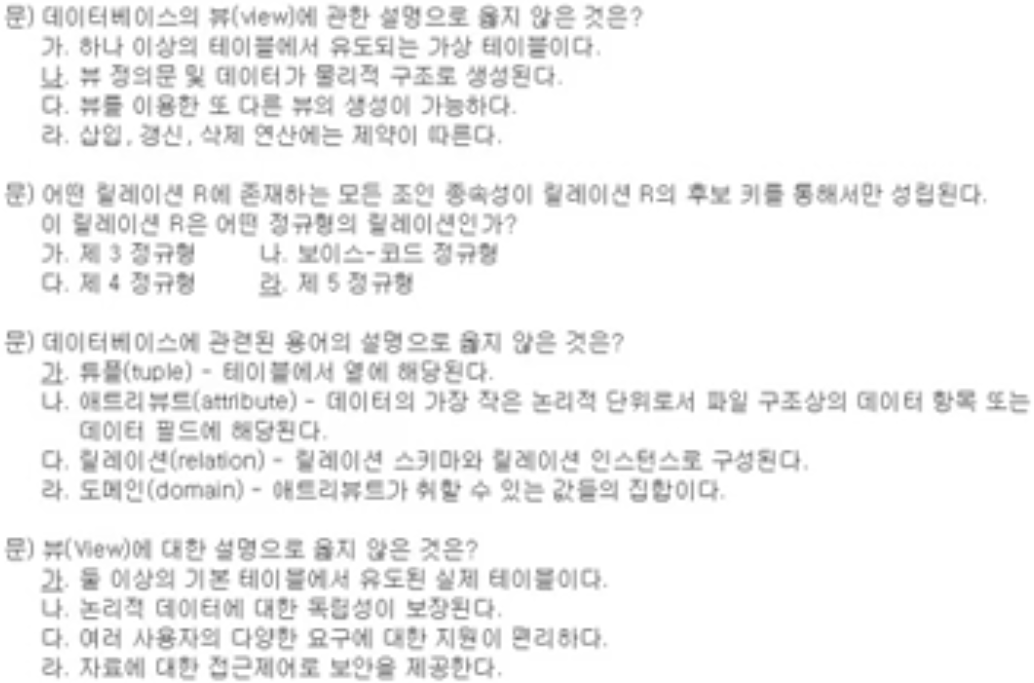 문) 데이터베이스의 뷰(view)에 관한 설명으로 옳지 않은 것은?
가. 하나 이상의 테이블에서 유도되는 가상 테이블이다.
나. 뷰 정의문 및 데이터가 물리적 구조로 생성된다.
다. 뷰를 이용한 또 다른 뷰의 생성이 가능하다.
라. 삽입, 갱신, 삭제 연산에는 제약이 따른다.
문) 어떤 릴레이션 R에 존재하는 모든 조인 종속성이 릴레이션 R의 후보 키를 통해서만 성립된다.
이 릴레이션 R은 어떤 정규형의 릴레이션인가?
가. 제 3 정규형 나. 보이스-코드 정규형
다. 제 4 정규형 라. 제 5 정규형
문) 데이터베이스에 관련된 용어의 설명으로 옳지 않은 것은?
가. 튜플(tuple) - 테이블에서 열에 해당된다.
나. 애트리뷰트(attribute) - 데이터의 가장 작은 논리적 단위로서 파일 구조상의 데이터 항목 또는
데이터 필드에 해당된다.
다. 릴레이션(relation) - 릴레이션 스키마와 릴레이션 인스턴스로 구성된다.
라. 도메인(domain) - 애트리뷰트가 취할 수 있는 값들의 집합이다.
문) 뷰(View)에 대한 설명으로 옳지 않은 것은?
가. 둘 이상의 기본 테이블에서 유도된 실제 테이블이다.
나. 논리적 데이터에 대한 독립성이 보장된다.
다. 여러 사용자의 다양한 요구에 대한 지원이 편리하다.
라. 자료에 대한 접근제어로 보안을 제공한다.